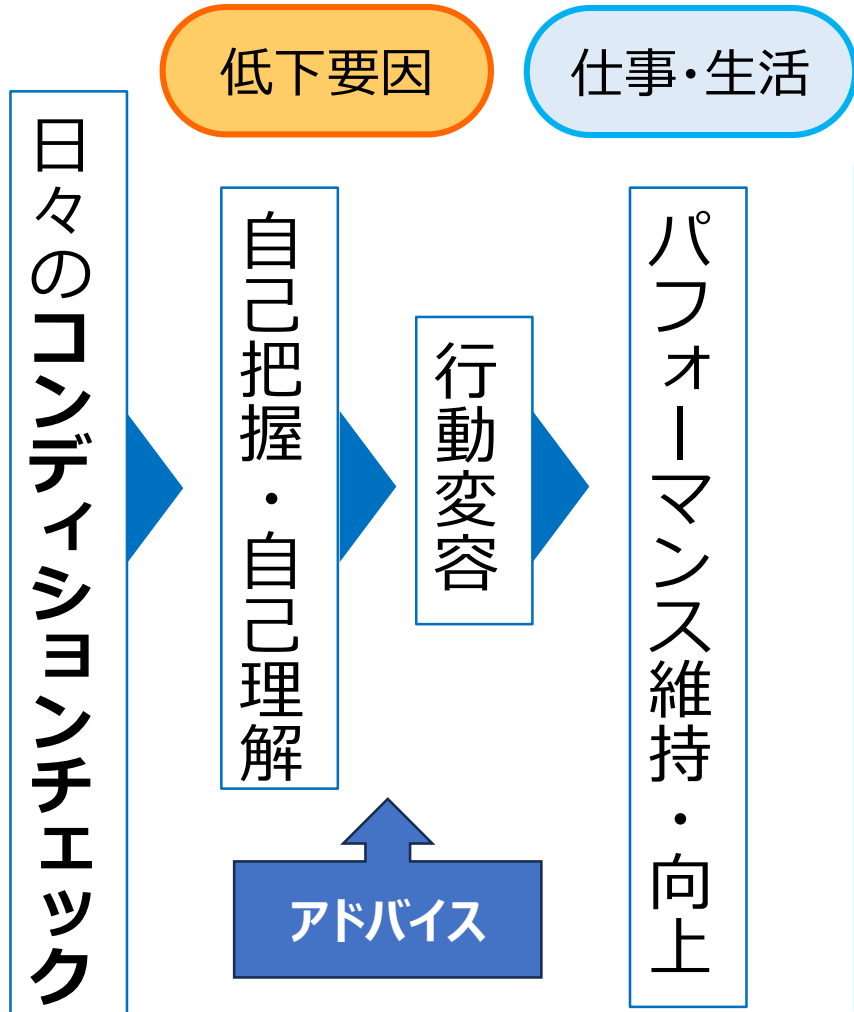 低下要因
仕事・生活
日々のコンディションチェック
自己把握・自己理解
行動変容
パフォーマンス維持・向上
アドバイス